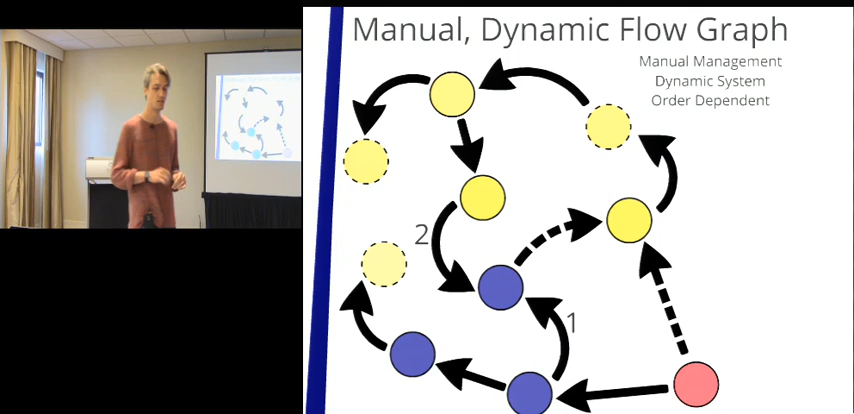 Manual, Dynamic Flow Graph
Manual Management
Dynamic System
Order Dependent
2
1